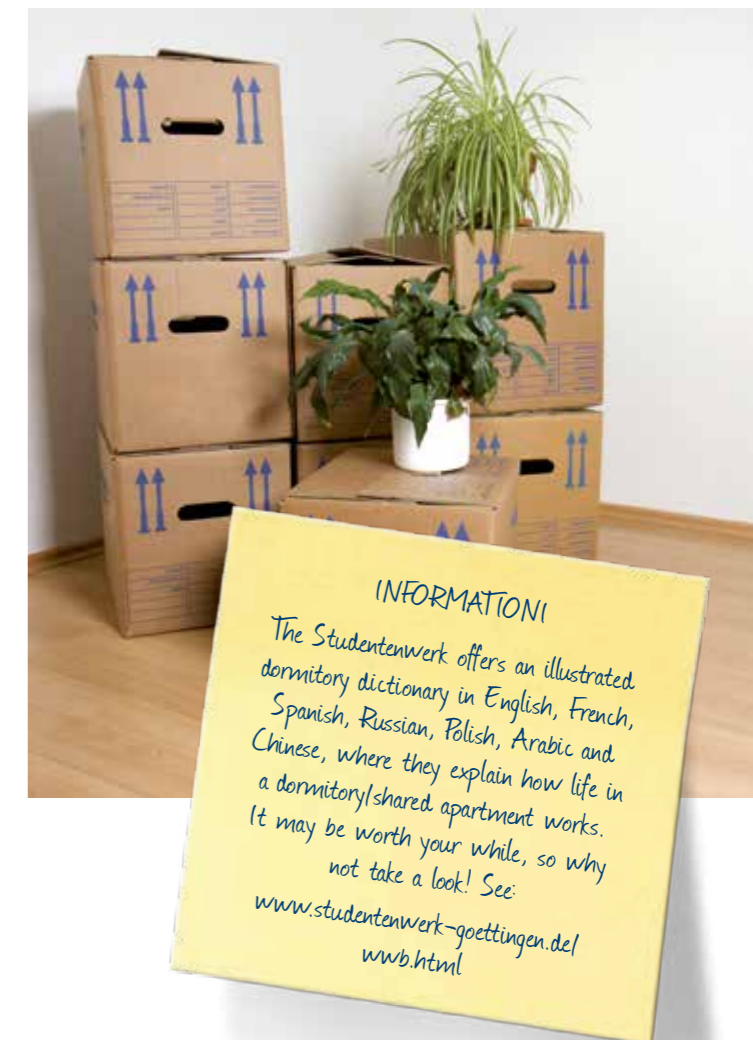 INFORMATION!
The Studentenwerk offers an illustrated
dormitory dictionary in English, French,
Spanish, Russian, Polish, Arabic and
Chinese, where they explain how life in
a dormitory/shared apartment works.
It may be worth your while, so why
not take a look! See:
www.studentenwerk-goettingen.de/
wwb.html